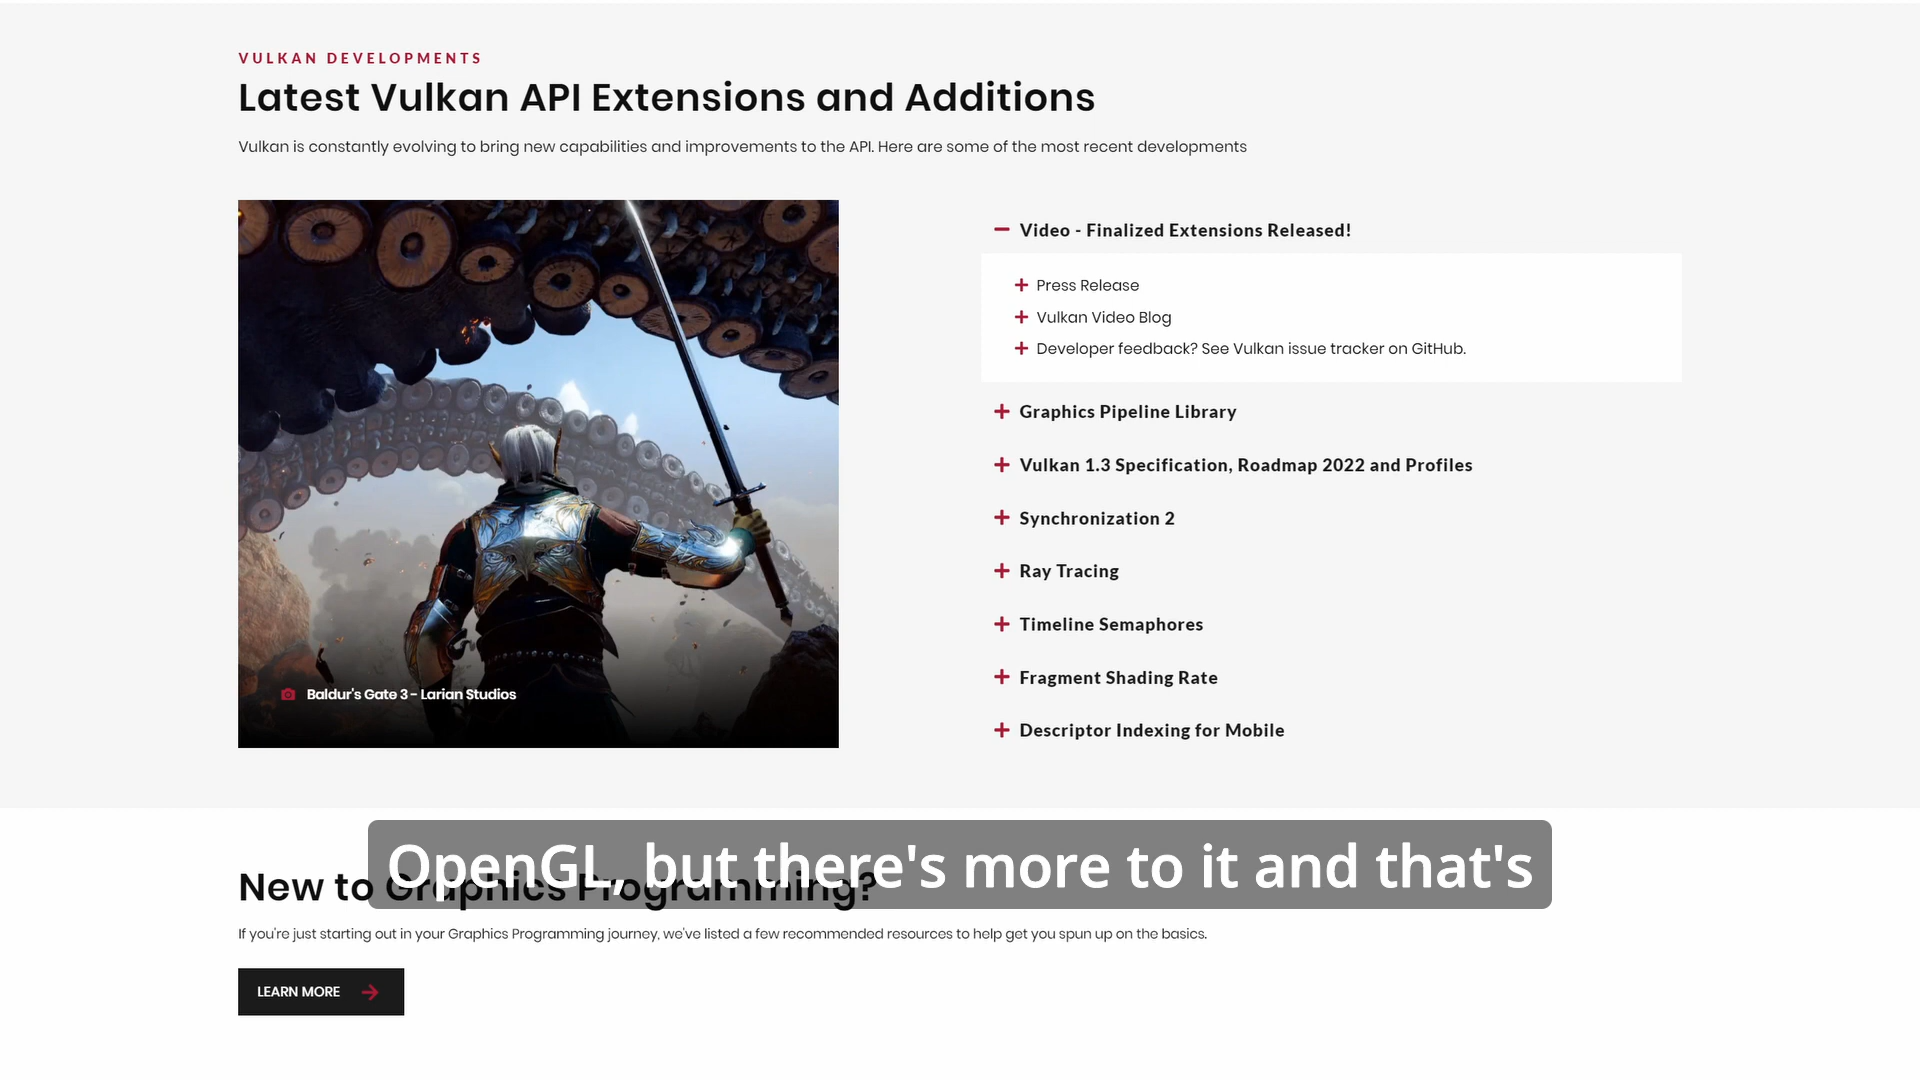 VULKAN DEVELOPMENTS
Latest Vulkan API Extensions and Additions
Vulkan is constantly evolving to bring new capabilities and improvements to the API. Here are some of the most recent developments
Baldur's Gate 3 – Larian Studios
Video - Finalized Extensions Released!
Press Release
Vulkan Video Blog
Developer feedback? See Vulkan issue tracker on GitHub.
Graphics Pipeline Library
Vulkan 1.3 Specification, Roadmap 2022 and Profiles
Synchronization 2
Ray Tracing
Timeline Semaphores
Fragment Shading Rate
Descriptor Indexing for Mobile
OpenGL, but there's more to it and that's
New to Graphics Programming?
If you're just starting out in your Graphics Programming journey, we've listed a few recommended resources to help get you spun up on the basics.
LEARN MORE